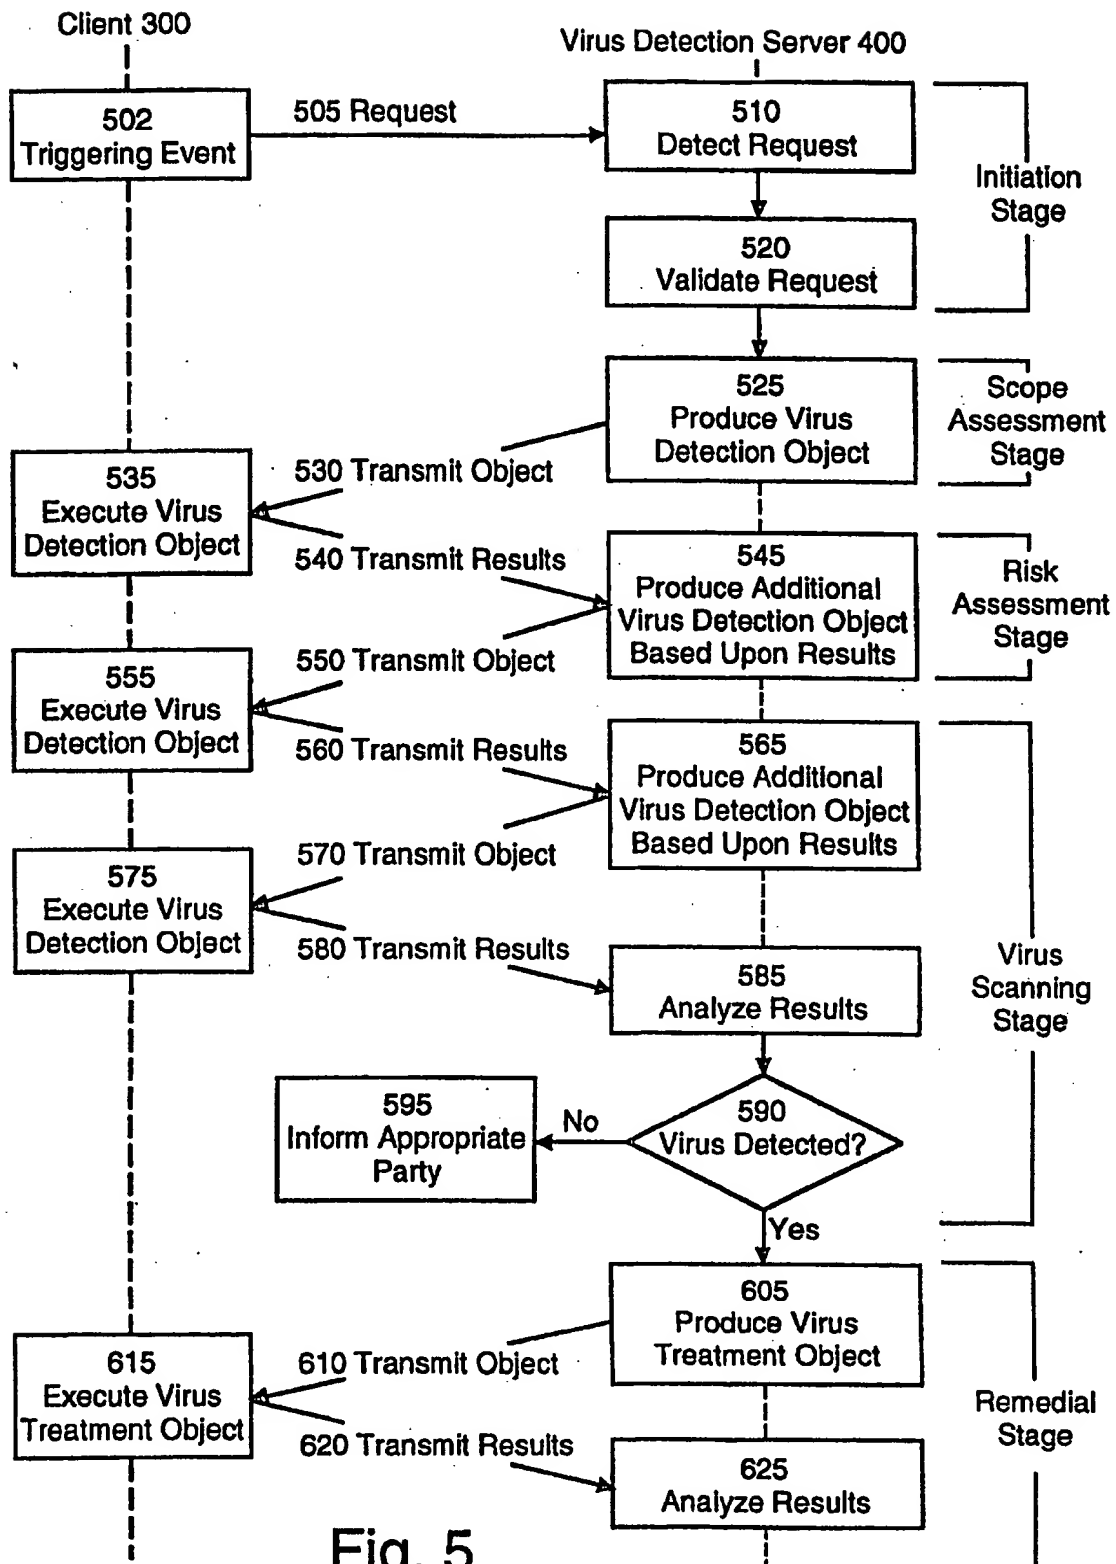 Client 300
Virus Detection Server 400
502
Triggering Event
505 Request
510
Detect Request
Initiation
Stage
520
Validate Request
525
Produce Virus
Detection Object
Scope
Assessment
Stage
530 Transmit Object
535
Execute Virus
Detection Object
540 Transmit Results
545
Produce Additional
Virus Detection Object
Based Upon Results
Risk
Assessment
Stage
550 Transmit Object
555
Execute Virus
Detection Object
560 Transmit Results
565
Produce Additional
Virus Detection Object
Based Upon Results
570 Transmit Object
575
Execute Virus
Detection Object
580 Transmit Results
585
Analyze Results
Virus
Scanning
Stage
590
Virus Detected?
No
595
Inform Appropriate
Party
Yes
605
Produce Virus
Treatment Object
610 Transmit Object
615
Execute Virus
Treatment Object
620 Transmit Results
625
Analyze Results
Remedial
Stage
Fig. 5